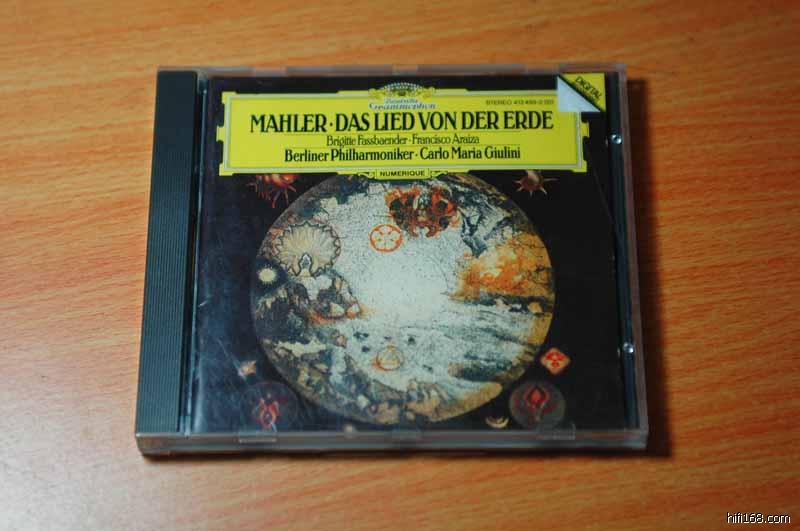 Deutsche
Grammophon
STEREO 413 459-2 GH
DIGITAL
MAHLER · DAS LIED VON DER ERDE
Brigitte Fassbaender · Francisco Araiza
Berliner Philharmoniker · Carlo Maria Giulini
NUMERIQUE
hifi168.com